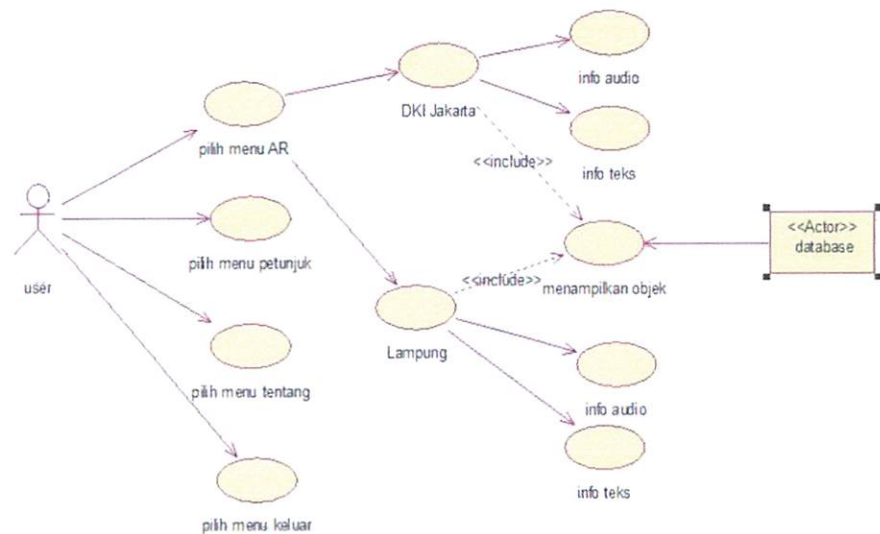 info audio
DKI Jakarta
pilih menu AR
<<include>>
info teks
<<Actor>>
database
user
pilih menu petunjuk
<<include>>
menampilkan objek
Lampung
pilih menu tentang
info audio
info teks
pilih menu keluar